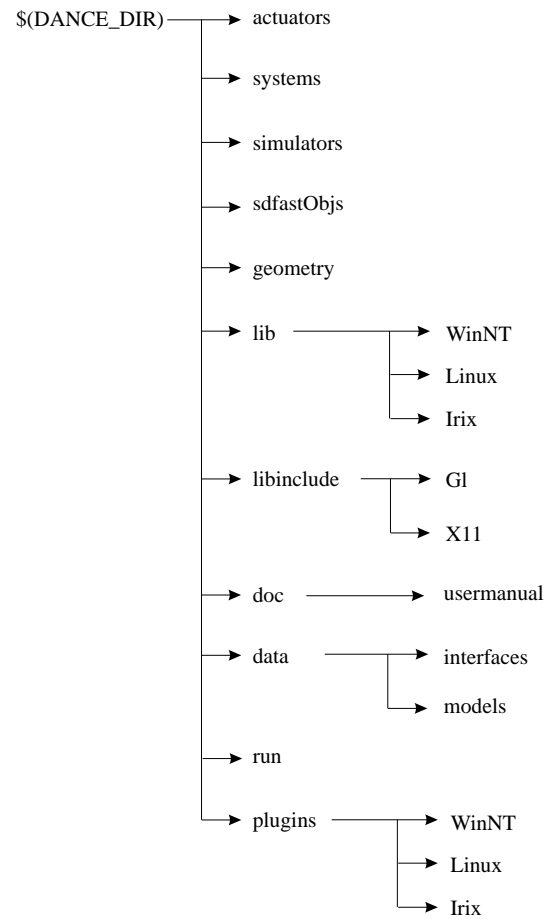 $(DANCE_DIR)
actuators
systems
simulators
sdfastObjs
geometry
lib
WinNT
Linux
Irix
libinclude
Gl
X11
doc
usermanual
data
interfaces
models
run
plugins
WinNT
Linux
Irix